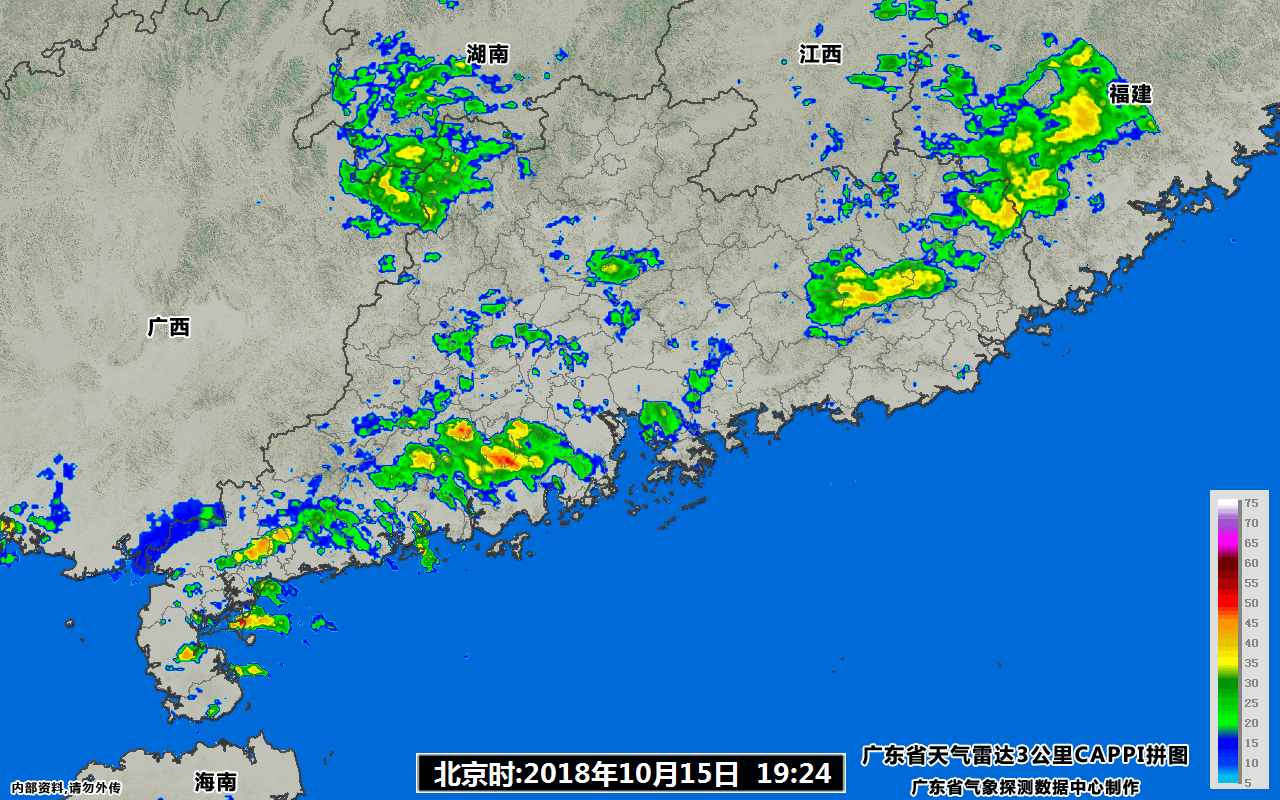 湖南
江西
福建
广西
75
70
65
60
55
50
45
40
35
30
25
20
15
10
5
广东省天气雷达3公里CAPPI拼图
北京时:2018年10月15日 19:24
海南
内部资料,请勿外传
广东省气象探测数据中心制作